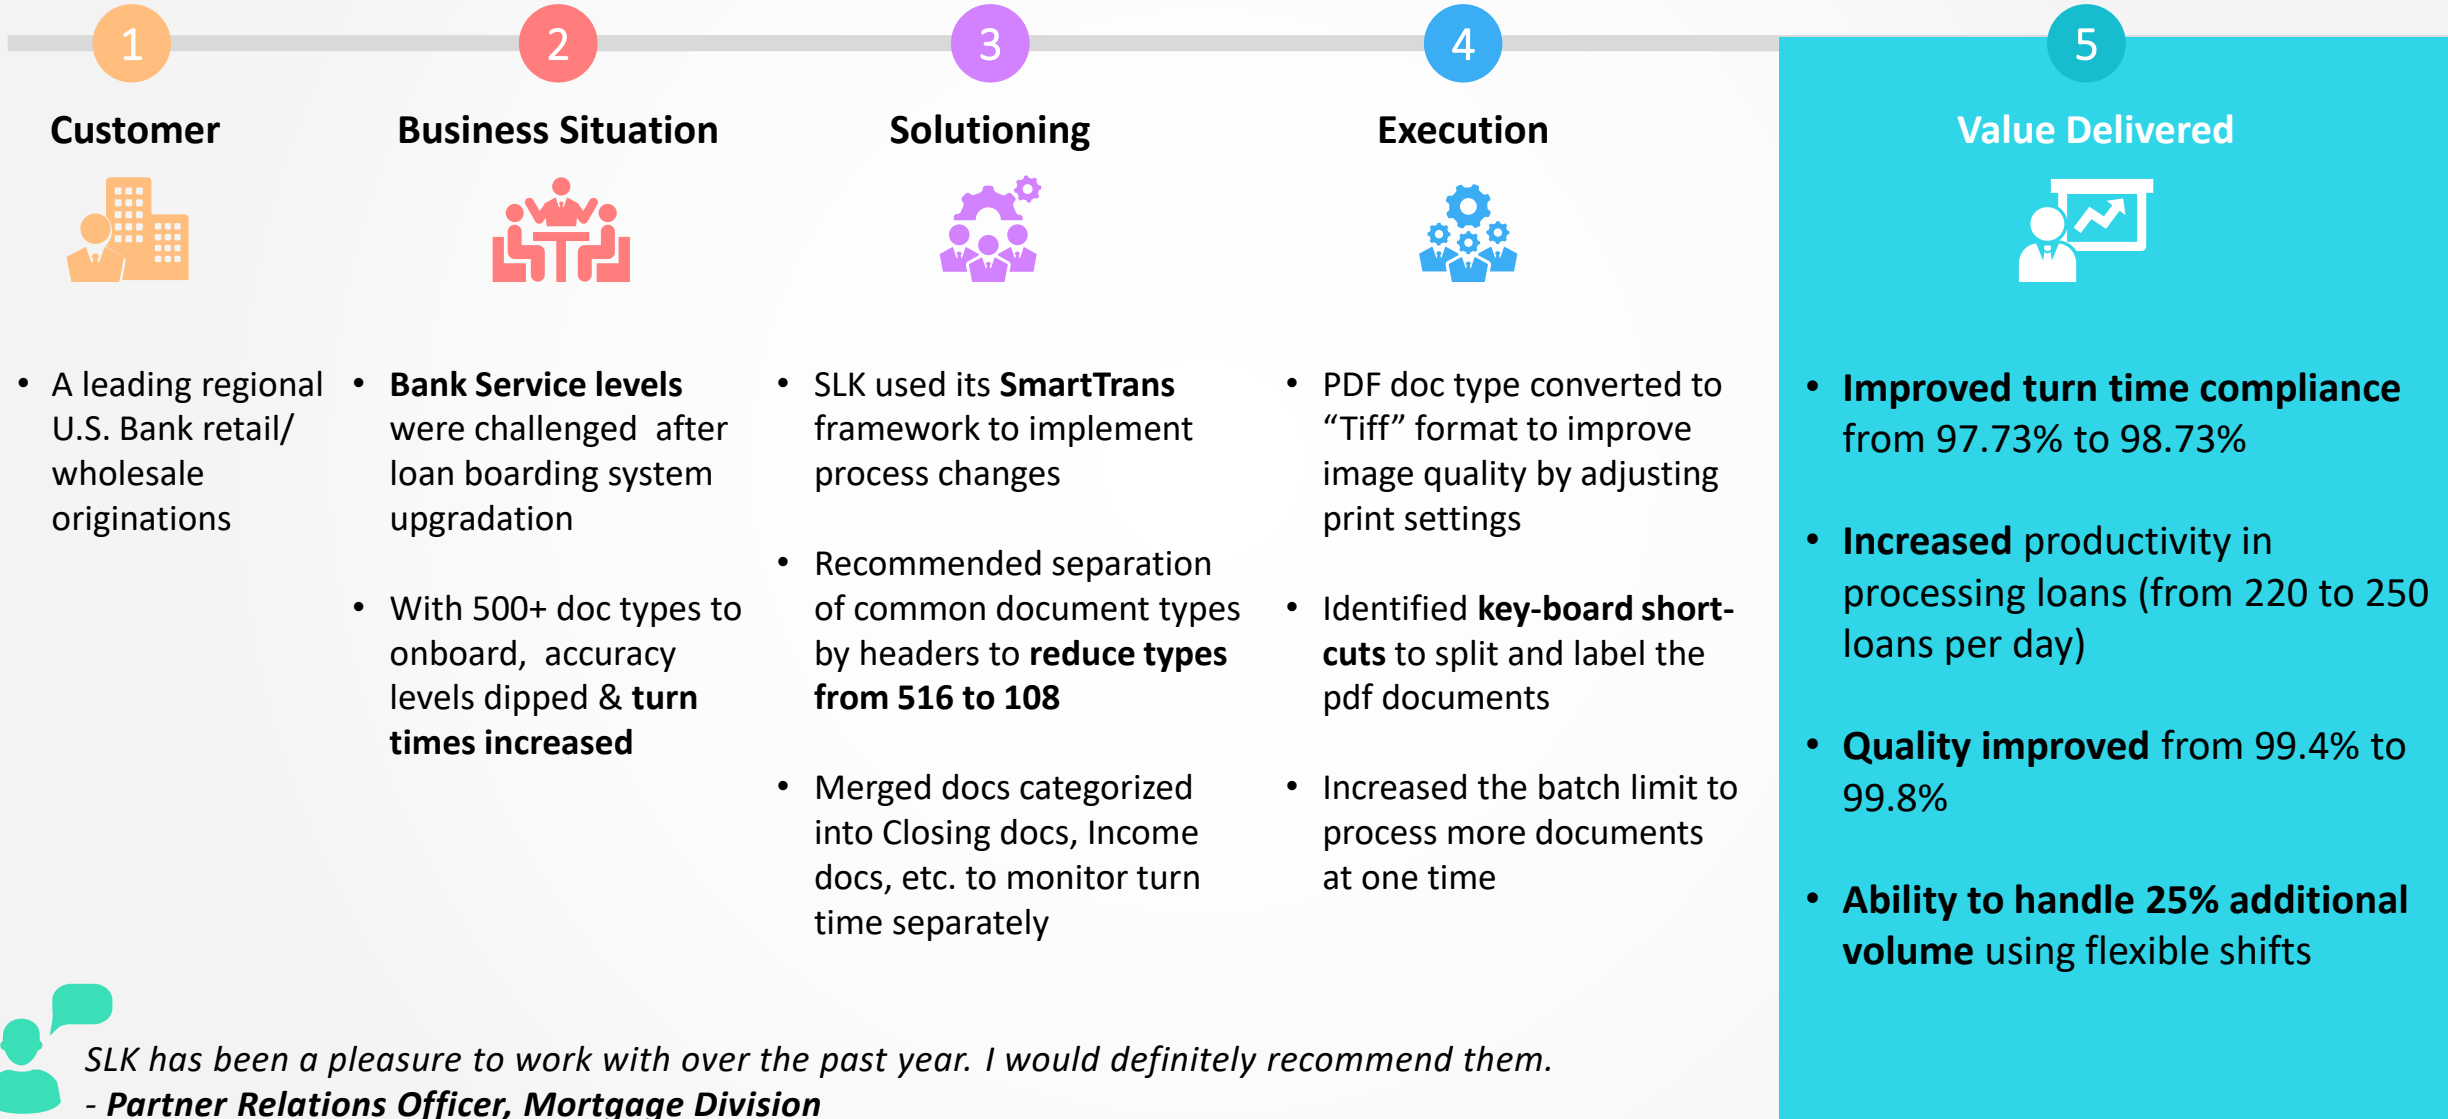 1
Customer
• A leading regional
U.S. Bank retail/
wholesale
originations
2
Business Situation
• Bank Service levels
were challenged  after
loan boarding system
upgradation
• With 500+ doc types to
onboard,  accuracy
levels dipped & turn
times increased
3
Solutioning
• SLK used its SmartTrans
framework to implement
process changes
• Recommended separation
of common document types
by headers to reduce types
from 516 to 108
• Merged docs categorized
into Closing docs, Income
docs, etc. to monitor turn
time separately
4
Execution
• PDF doc type converted to
“Tiff” format to improve
image quality by adjusting
print settings
• Identified key-board short-
cuts to split and label the
pdf documents
• Increased the batch limit to
process more documents
at one time
5
Value Delivered
• Improved turn time compliance
from 97.73% to 98.73%
• Increased productivity in
processing loans (from 220 to 250
loans per day)
• Quality improved from 99.4% to
99.8%
• Ability to handle 25% additional
volume using flexible shifts
SLK has been a pleasure to work with over the past year. I would definitely recommend them.
- Partner Relations Officer, Mortgage Division